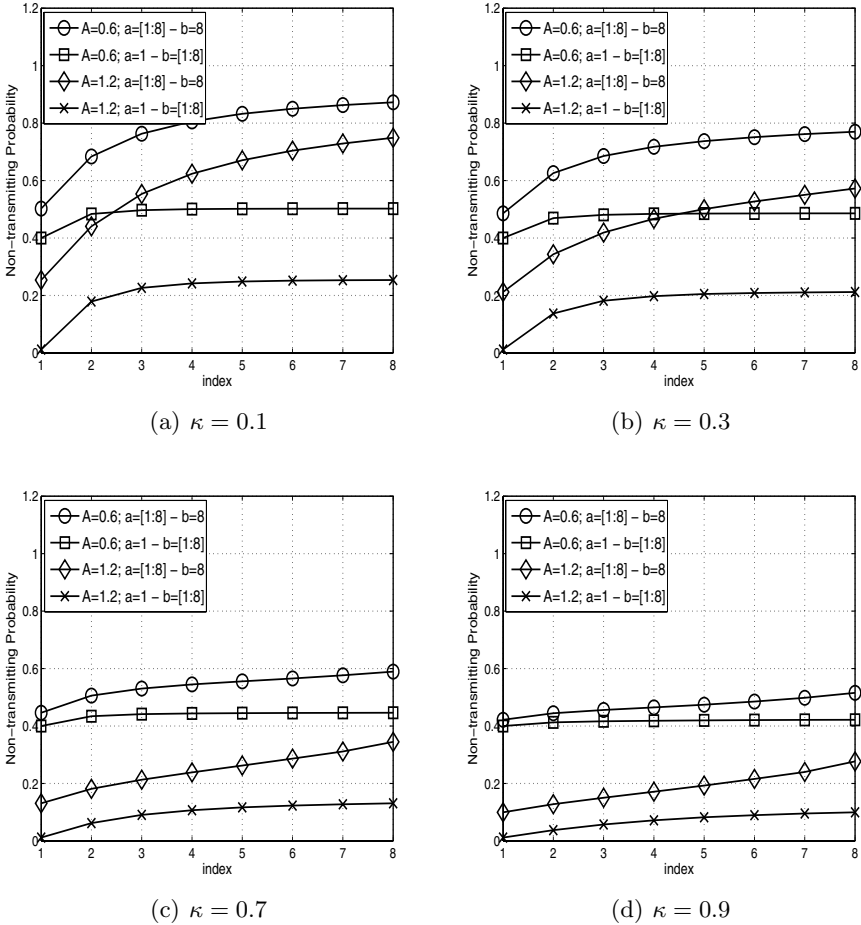 1.2
1
0.8
0.6
0.4
0.2
0
Non−transmitting Probability
A=0.6; a=[1:8] − b=8
A=0.6; a=1 − b=[1:8]
A=1.2; a=[1:8] − b=8
A=1.2; a=1 − b=[1:8]
1 2 3 4 5 6 7 8
index
(a) κ = 0.1
1.2
1
0.8
0.6
0.4
0.2
0
Non−transmitting Probability
A=0.6; a=[1:8] − b=8
A=0.6; a=1 − b=[1:8]
A=1.2; a=[1:8] − b=8
A=1.2; a=1 − b=[1:8]
1 2 3 4 5 6 7 8
index
(b) κ = 0.3
1.2
1
0.8
0.6
0.4
0.2
0
Non−transmitting Probability
A=0.6; a=[1:8] − b=8
A=0.6; a=1 − b=[1:8]
A=1.2; a=[1:8] − b=8
A=1.2; a=1 − b=[1:8]
1 2 3 4 5 6 7 8
index
(c) κ = 0.7
1.2
1
0.8
0.6
0.4
0.2
0
Non−transmitting Probability
A=0.6; a=[1:8] − b=8
A=0.6; a=1 − b=[1:8]
A=1.2; a=[1:8] − b=8
A=1.2; a=1 − b=[1:8]
1 2 3 4 5 6 7 8
index
(d) κ = 0.9